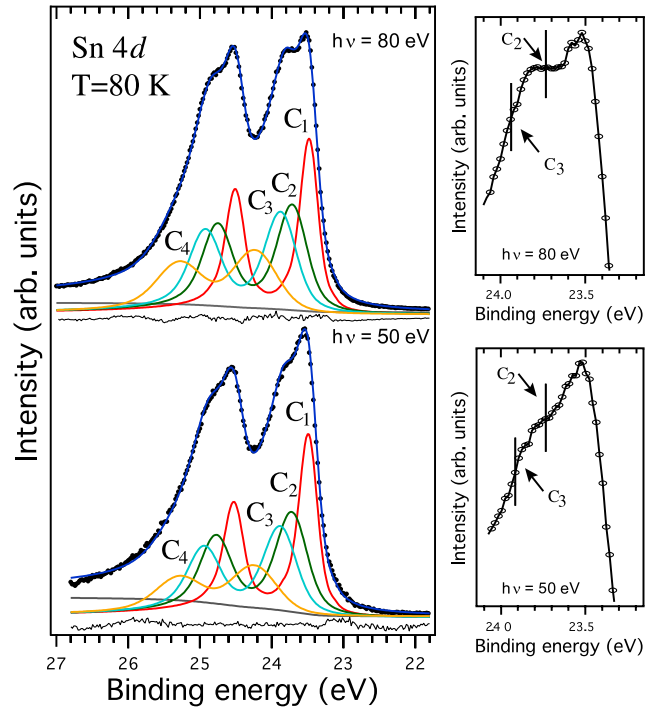 Sn 4d
T=80 K
hν = 80 eV
C1
C2
C3
C4
hν = 50 eV
C1
C2
C3
C4
27 26 25 24 23 22
Binding energy (eV)
Intensity (arb. units)
C2
C3
hν = 80 eV
24.0 23.5
Binding energy (eV)
Intensity (arb. units)
C2
C3
hν = 50 eV
24 0 23.5
Binding energy (eV)
Intensity (arb. units)